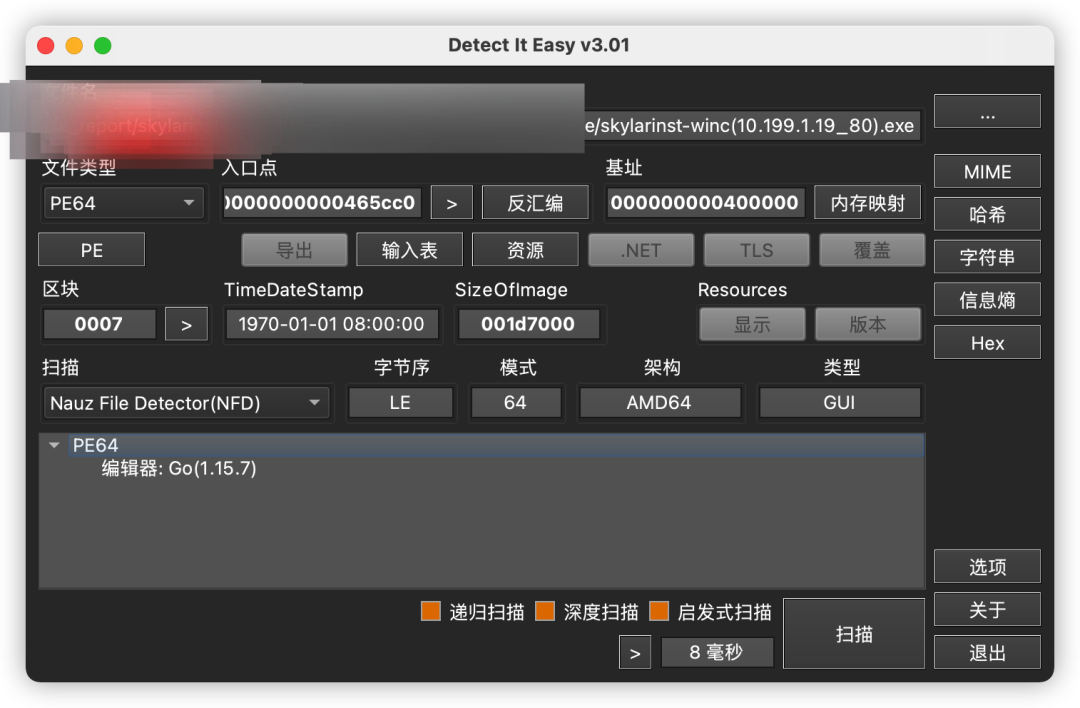 Detect It Easy v3.01
文件名
report/skylarin
e/skylarinst-winc(10.199.1.19_80).exe
...
文件类型 入口点 基址
PE64 0000000000465cc0 > 反汇编 000000000400000 内存映射 MIME
哈希
PE 导出 输入表 资源 .NET TLS 覆盖 字符串
区块 TimeDateStamp SizeOfImage Resources 信息熵
0007 > 1970-01-01 08:00:00 001d7000 显示 版本 Hex
扫描 字节序 模式 架构 类型
Nauz File Detector(NFD) LE 64 AMD64 GUI
PE64
编辑器: Go(1.15.7)
选项
递归扫描 深度扫描 启发式扫描 扫描 关于
> 8 毫秒 退出